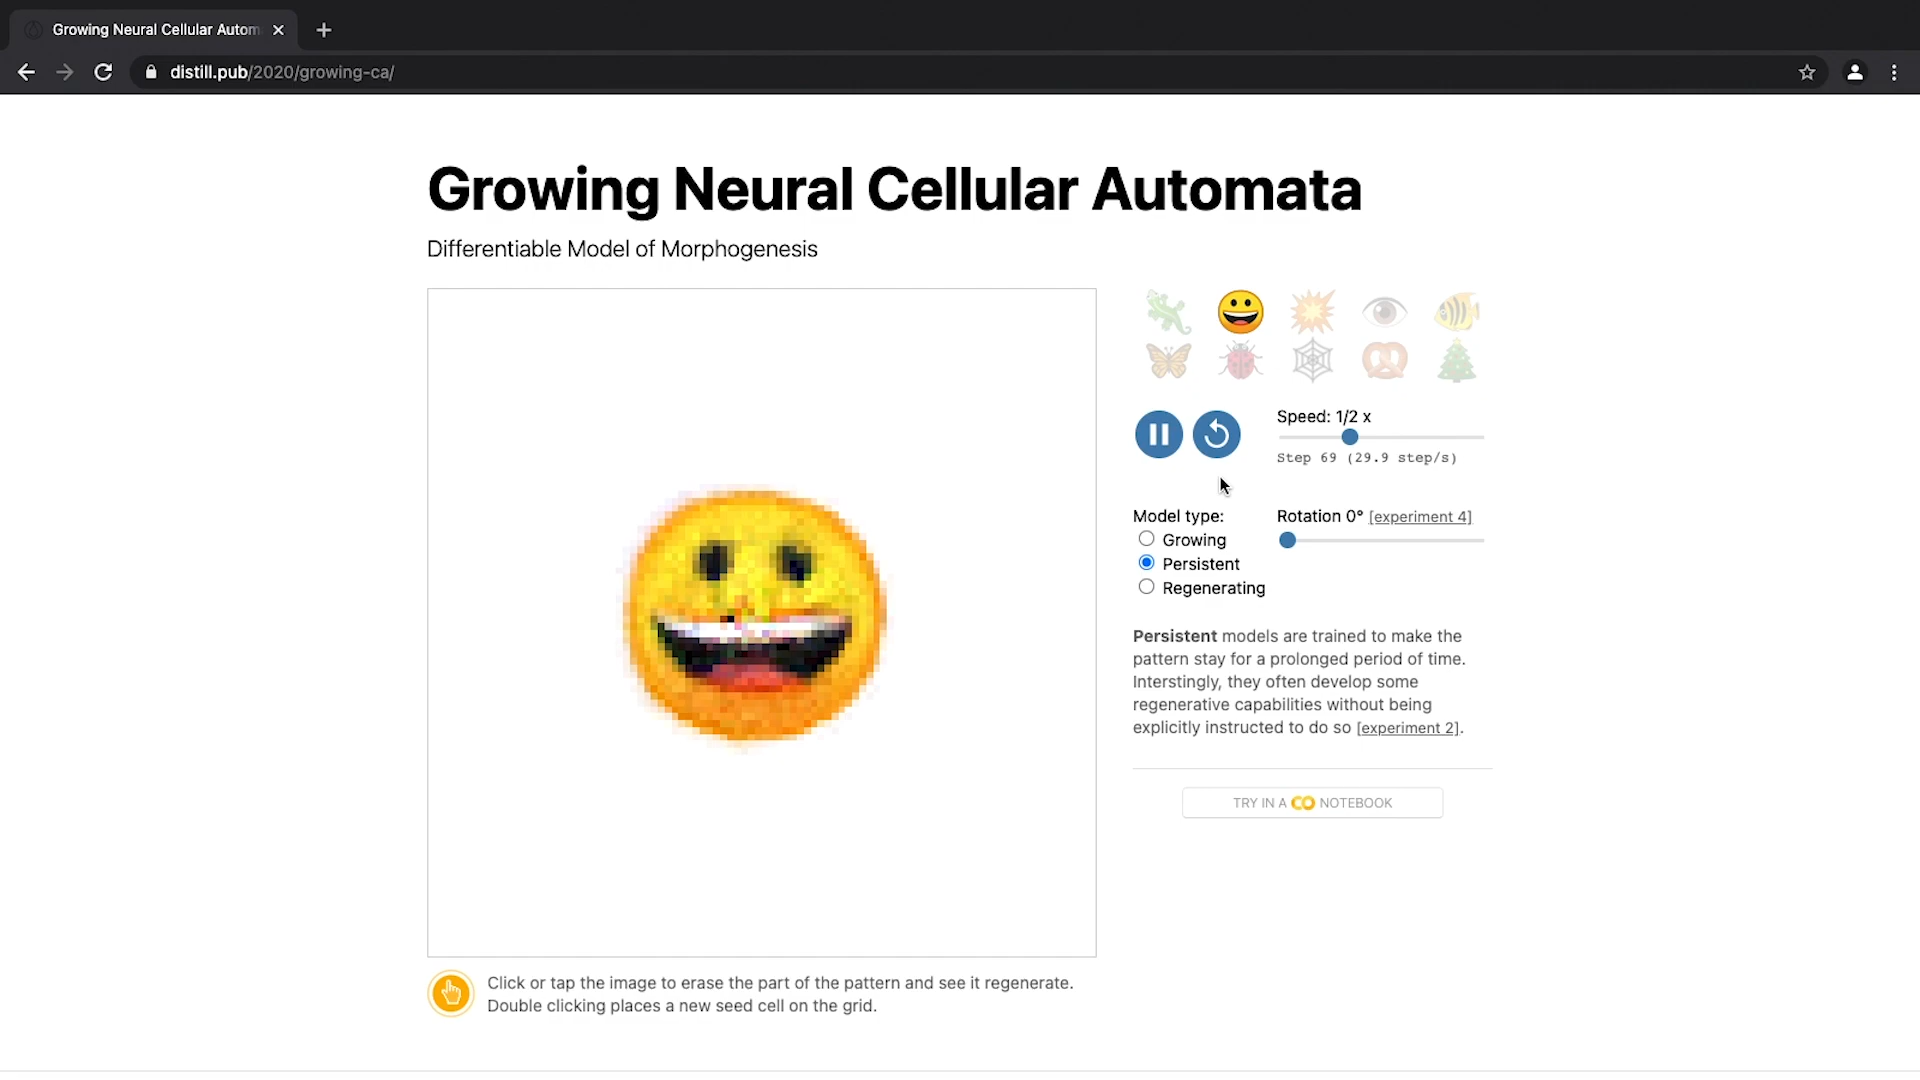 Growing Neural Cellular Autom
distill.pub/2020/growing-ca/
Growing Neural Cellular Automata
Differentiable Model of Morphogenesis
Speed: 1/2 x
Step 69 (29.9 step/s)
Model type:
Growing
Persistent
Regenerating
Rotation 0° [experiment 4]
Persistent models are trained to make the
pattern stay for a prolonged period of time.
Interstingly, they often develop some
regenerative capabilities without being
explicitly instructed to do so [experiment 2].
TRY IN A CO NOTEBOOK
Click or tap the image to erase the part of the pattern and see it regenerate.
Double clicking places a new seed cell on the grid.